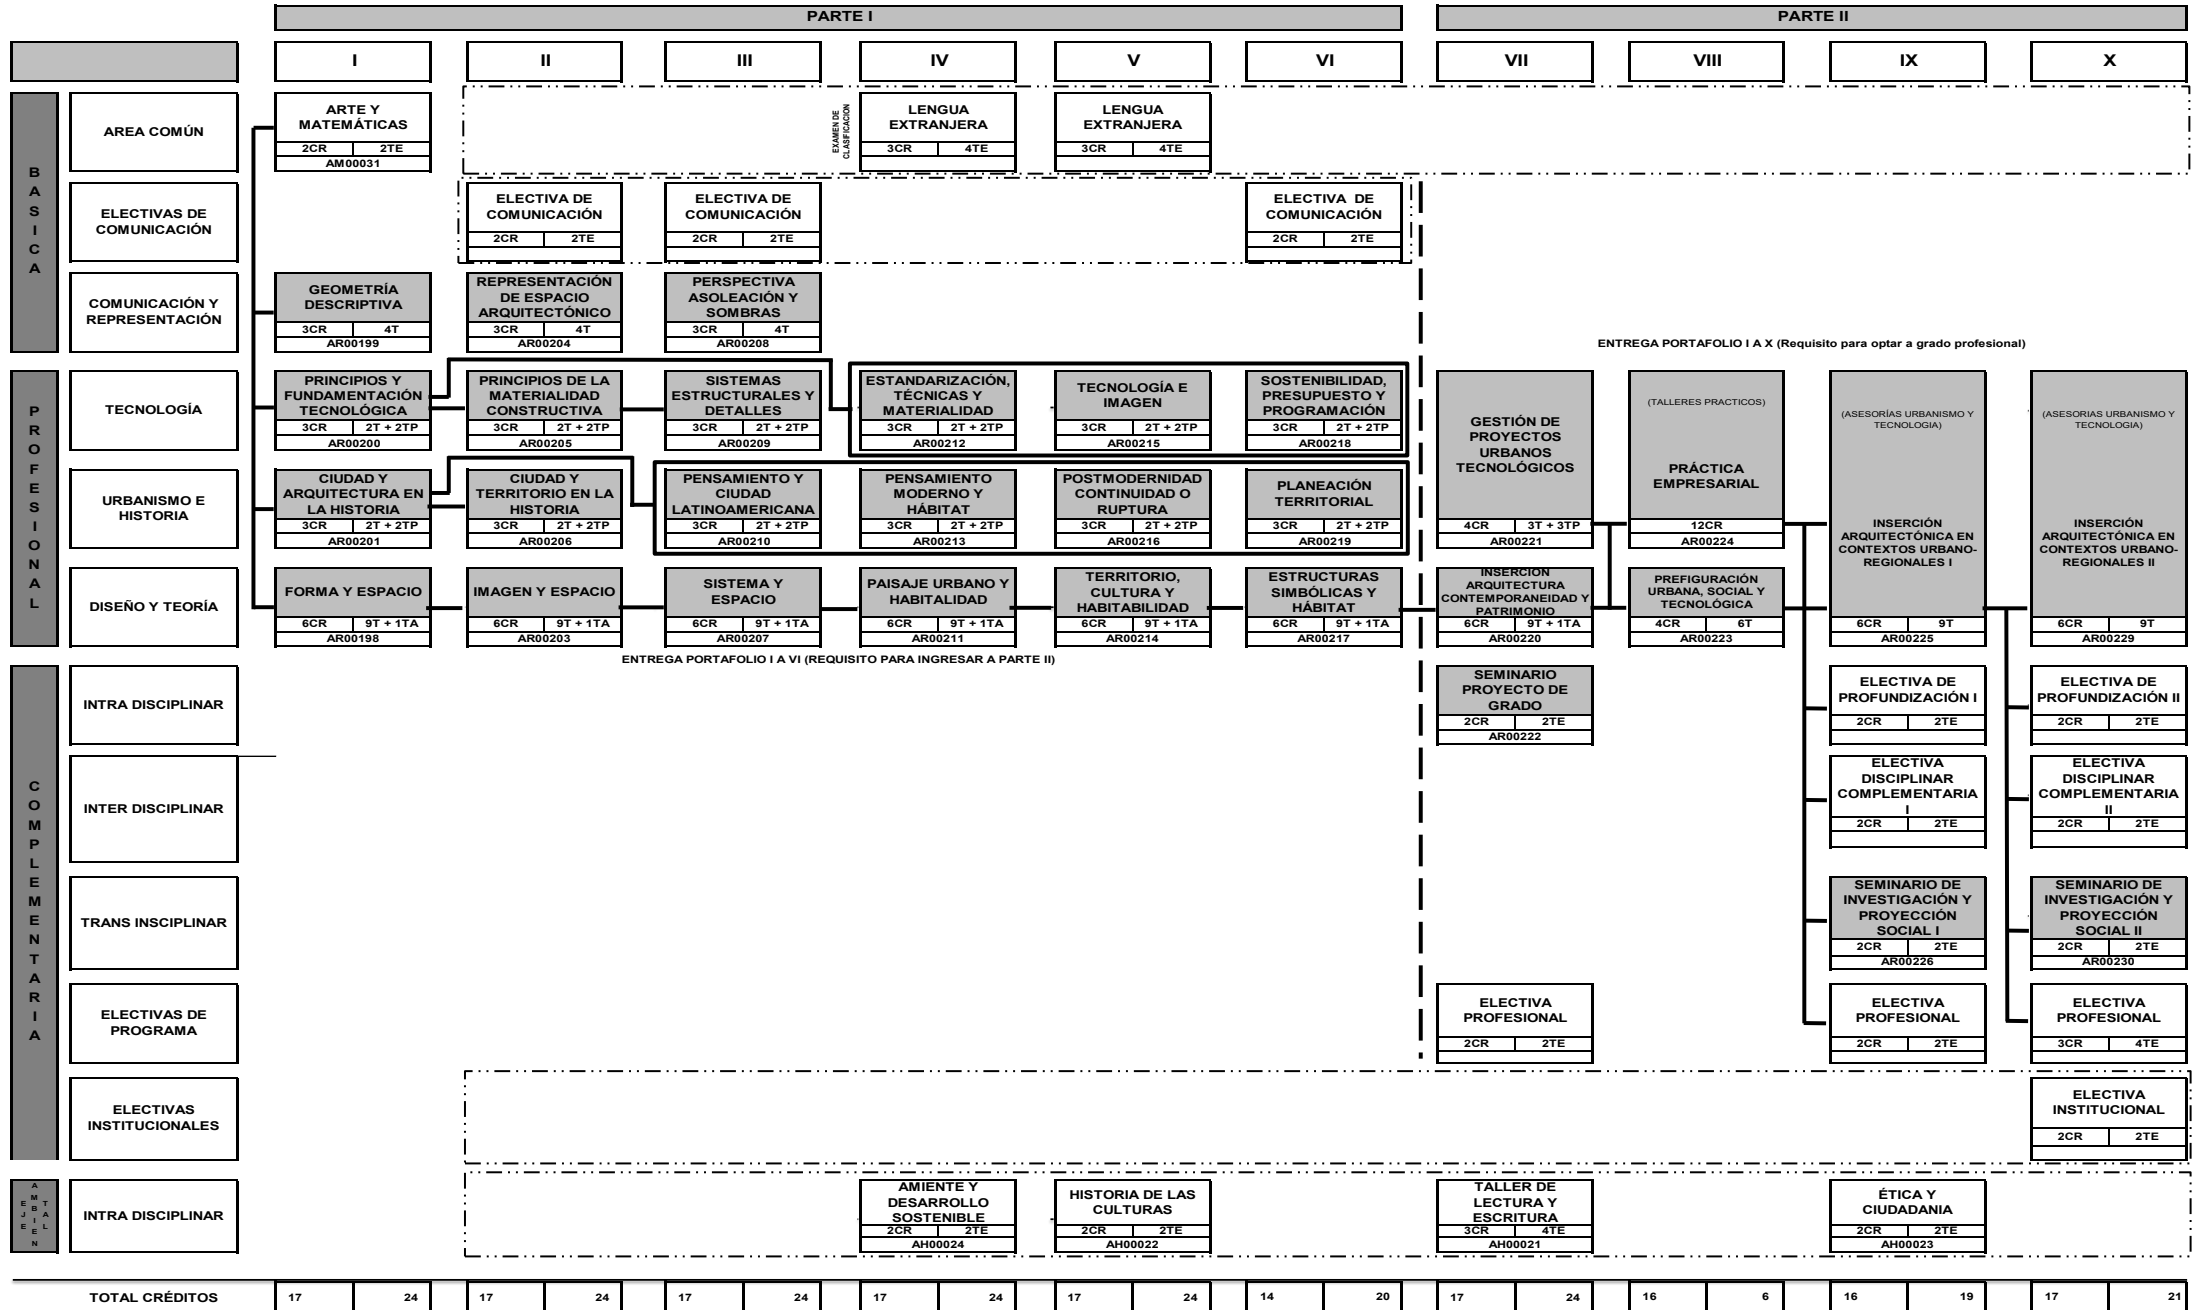 PARTE I
PARTE II
I
II
III
IV
V
VI
VII
VIII
IX
X
BASICA
AREA COMÚN
ARTE Y
MATEMÁTICAS
2CR 2TE
AM00031
EXAMEN DE
CLASIFICACION
LENGUA
EXTRANJERA
3CR 4TE
LENGUA
EXTRANJERA
3CR 4TE
ELECTIVAS DE
COMUNICACIÓN
ELECTIVA DE
COMUNICACIÓN
2CR 2TE
ELECTIVA DE
COMUNICACIÓN
2CR 2TE
ELECTIVA DE
COMUNICACIÓN
2CR 2TE
COMUNICACIÓN Y
REPRESENTACIÓN
GEOMETRÍA
DESCRIPTIVA
3CR 4T
AR00199
REPRESENTACIÓN
DE ESPACIO
ARQUITECTÓNICO
3CR 4T
AR00204
PERSPECTIVA
ASOLEACIÓN Y
SOMBRAS
3CR 4T
AR00208
ENTREGA PORTAFOLIO I A X (Requisito para optar a grado profesional)
PROFESIONAL
TECNOLOGÍA
PRINCIPIOS Y
FUNDAMENTACIÓN
TECNOLÓGICA
3CR 2T + 2TP
AR00200
PRINCIPIOS DE LA
MATERIALIDAD
CONSTRUCTIVA
3CR 2T + 2TP
AR00205
SISTEMAS
ESTRUCTURALES Y
DETALLES
3CR 2T + 2TP
AR00209
ESTANDARIZACIÓN,
TÉCNICAS Y
MATERIALIDAD
3CR 2T + 2TP
AR00212
TECNOLOGÍA E
IMAGEN
3CR 2T + 2TP
AR00215
SOSTENIBILIDAD,
PRESUPUESTO Y
PROGRAMACIÓN
3CR 2T + 2TP
AR00218
GESTIÓN DE
PROYECTOS
URBANOS
TECNOLÓGICOS
4CR 3T + 3TP
AR00221
(TALLERES PRACTICOS)
PRÁCTICA
EMPRESARIAL
12CR
AR00224
(ASESORÍAS URBANISMO Y
TECNOLOGIA)
INSERCIÓN
ARQUITECTÓNICA EN
CONTEXTOS URBANO-
REGIONALES I
6CR 9T
AR00225
(ASESORIAS URBANISMO Y
TECNOLOGIA)
INSERCIÓN
ARQUITECTÓNICA EN
CONTEXTOS URBANO-
REGIONALES II
6CR 9T
AR00229
URBANISMO E
HISTORIA
CIUDAD Y
ARQUITECTURA EN
LA HISTORIA
3CR 2T + 2TP
AR00201
CIUDAD Y
TERRITORIO EN LA
HISTORIA
3CR 2T + 2TP
AR00206
PENSAMIENTO Y
CIUDAD
LATINOAMERICANA
3CR 2T + 2TP
AR00210
PENSAMIENTO
MODERNO Y
HÁBITAT
3CR 2T + 2TP
AR00213
POSTMODERNIDAD
CONTINUIDAD O
RUPTURA
3CR 2T + 2TP
AR00216
PLANEACIÓN
TERRITORIAL
3CR 2T + 2TP
AR00219
DISEÑO Y TEORÍA
FORMA Y ESPACIO
6CR 9T + 1TA
AR00198
IMAGEN Y ESPACIO
6CR 9T + 1TA
AR00203
SISTEMA Y
ESPACIO
6CR 9T + 1TA
AR00207
PAISAJE URBANO Y
HABITALIDAD
6CR 9T + 1TA
AR00211
TERRITORIO,
CULTURA Y
HABITABILIDAD
6CR 9T + 1TA
AR00214
ESTRUCTURAS
SIMBÓLICAS Y
HÁBITAT
6CR 9T + 1TA
AR00217
INSERCIÓN
ARQUITECTURA
CONTEMPORANEIDAD Y
PATRIMONIO
6CR 9T + 1TA
AR00220
PREFIGURACIÓN
URBANA, SOCIAL Y
TECNOLÓGICA
4CR 6T
AR00223
ENTREGA PORTAFOLIO I A VI (REQUISITO PARA INGRESAR A PARTE II)
COMPLEMENTARIA
INTRA DISCIPLINAR
SEMINARIO
PROYECTO DE
GRADO
2CR 2TE
AR00222
ELECTIVA DE
PROFUNDIZACIÓN I
2CR 2TE
ELECTIVA DE
PROFUNDIZACIÓN II
2CR 2TE
INTER DISCIPLINAR
ELECTIVA
DISCIPLINAR
COMPLEMENTARIA
I
2CR 2TE
ELECTIVA
DISCIPLINAR
COMPLEMENTARIA
II
2CR 2TE
TRANS INSCIPLINAR
SEMINARIO DE
INVESTIGACIÓN Y
PROYECCIÓN
SOCIAL I
2CR 2TE
AR00226
SEMINARIO DE
INVESTIGACIÓN Y
PROYECCIÓN
SOCIAL II
2CR 2TE
AR00230
ELECTIVAS DE
PROGRAMA
ELECTIVA
PROFESIONAL
2CR 2TE
ELECTIVA
PROFESIONAL
2CR 2TE
ELECTIVA
PROFESIONAL
3CR 4TE
ELECTIVAS
INSTITUCIONALES
ELECTIVA
INSTITUCIONAL
2CR 2TE
EJE
AMBIEN
TAL
INTRA DISCIPLINAR
AMIENTE Y
DESARROLLO
SOSTENIBLE
2CR 2TE
AH00024
HISTORIA DE LAS
CULTURAS
2CR 2TE
AH00022
TALLER DE
LECTURA Y
ESCRITURA
3CR 4TE
AH00021
ÉTICA Y
CIUDADANIA
2CR 2TE
AH00023
TOTAL CRÉDITOS 17 24 17 24 17 24 17 24 17 24 14 20 17 24 16 6 16 19 17 21